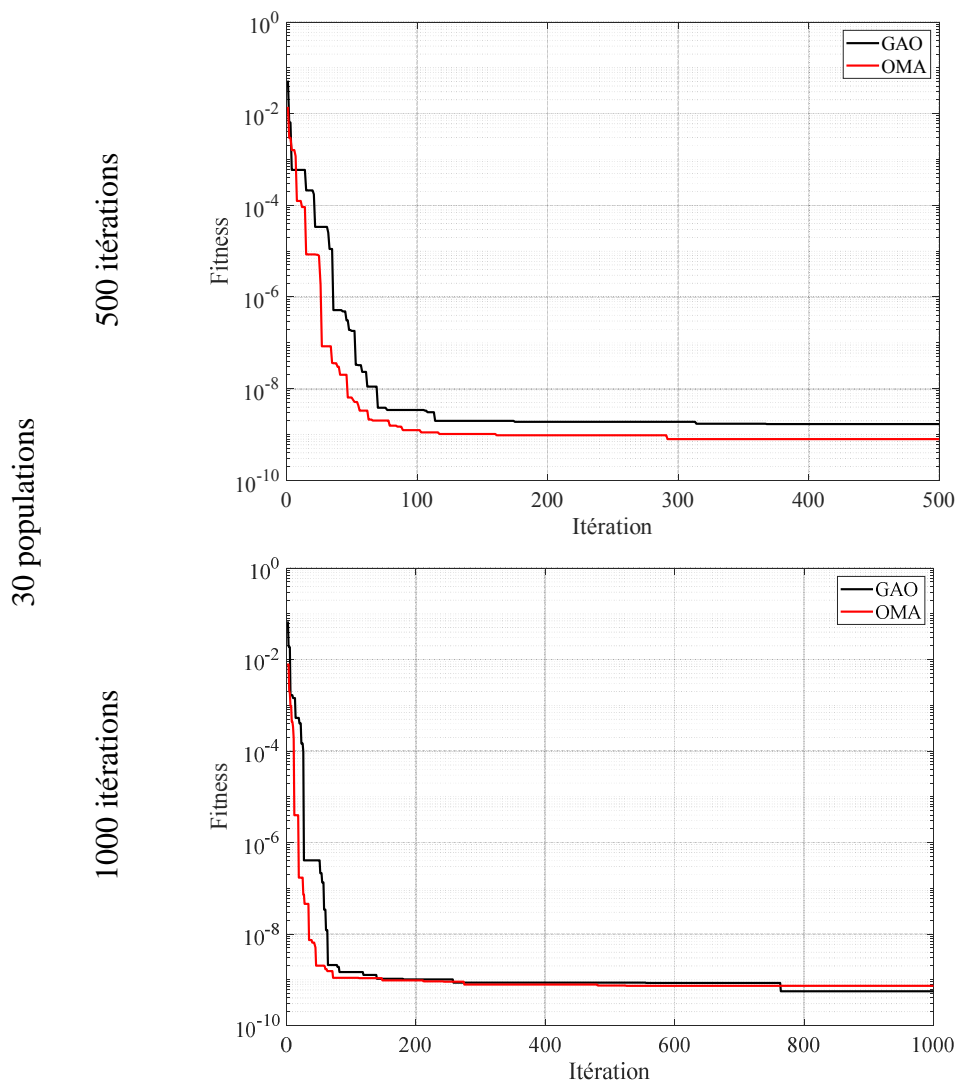 30 populations
500 itérations
Fitness
10^0
10^-2
10^-4
10^-6
10^-8
10^-10
GAO
OMA
0 100 200 300 400 500
Itération
1000 itérations
Fitness
10^0
10^-2
10^-4
10^-6
10^-8
10^-10
GAO
OMA
0 200 400 600 800 1000
Itération